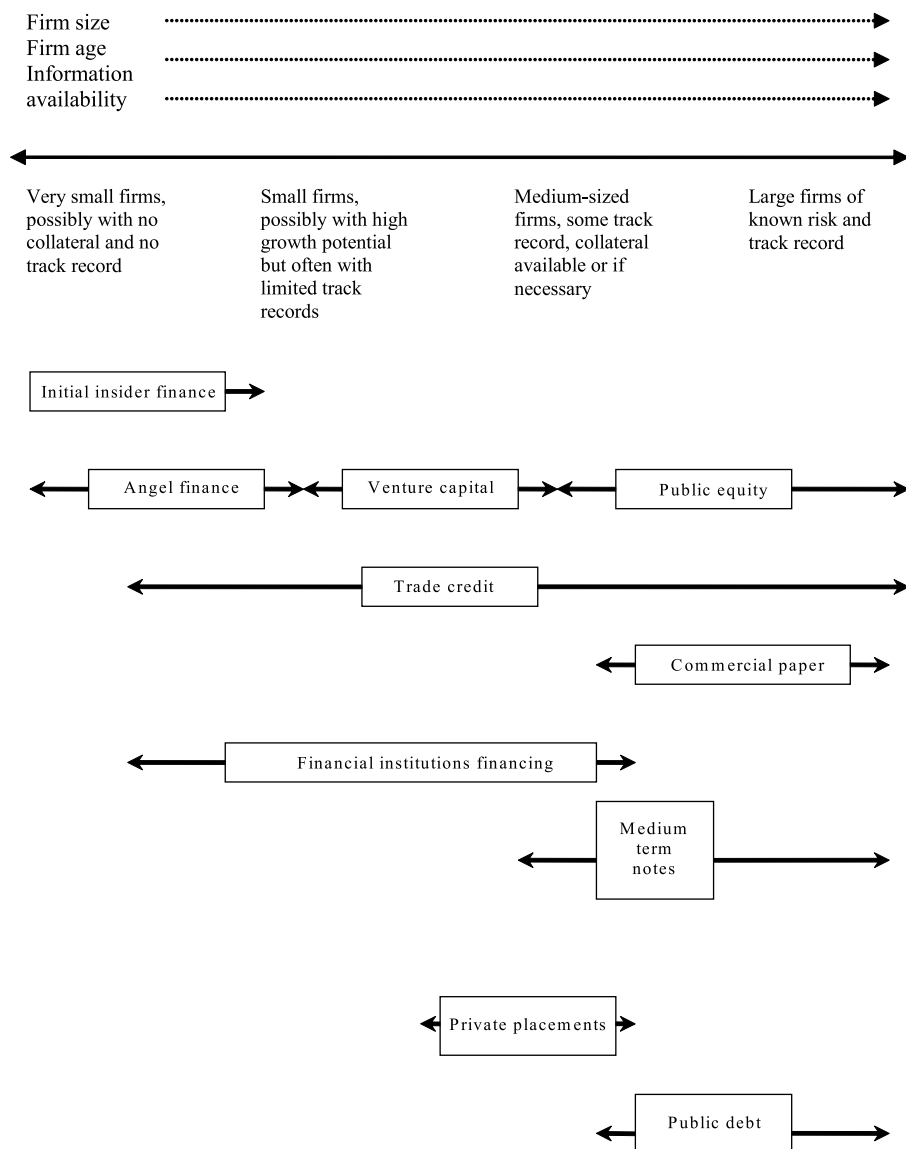 Firm size
Firm age
Information
availability
Very small firms,
possibly with no
collateral and no
track record
Small firms,
possibly with high
growth potential
but often with
limited track
records
Medium-sized
firms, some track
record, collateral
available or if
necessary
Large firms of
known risk and
track record
Initial insider finance
Angel finance
Venture capital
Public equity
Trade credit
Commercial paper
Financial institutions financing
Medium
term
notes
Private placements
Public debt